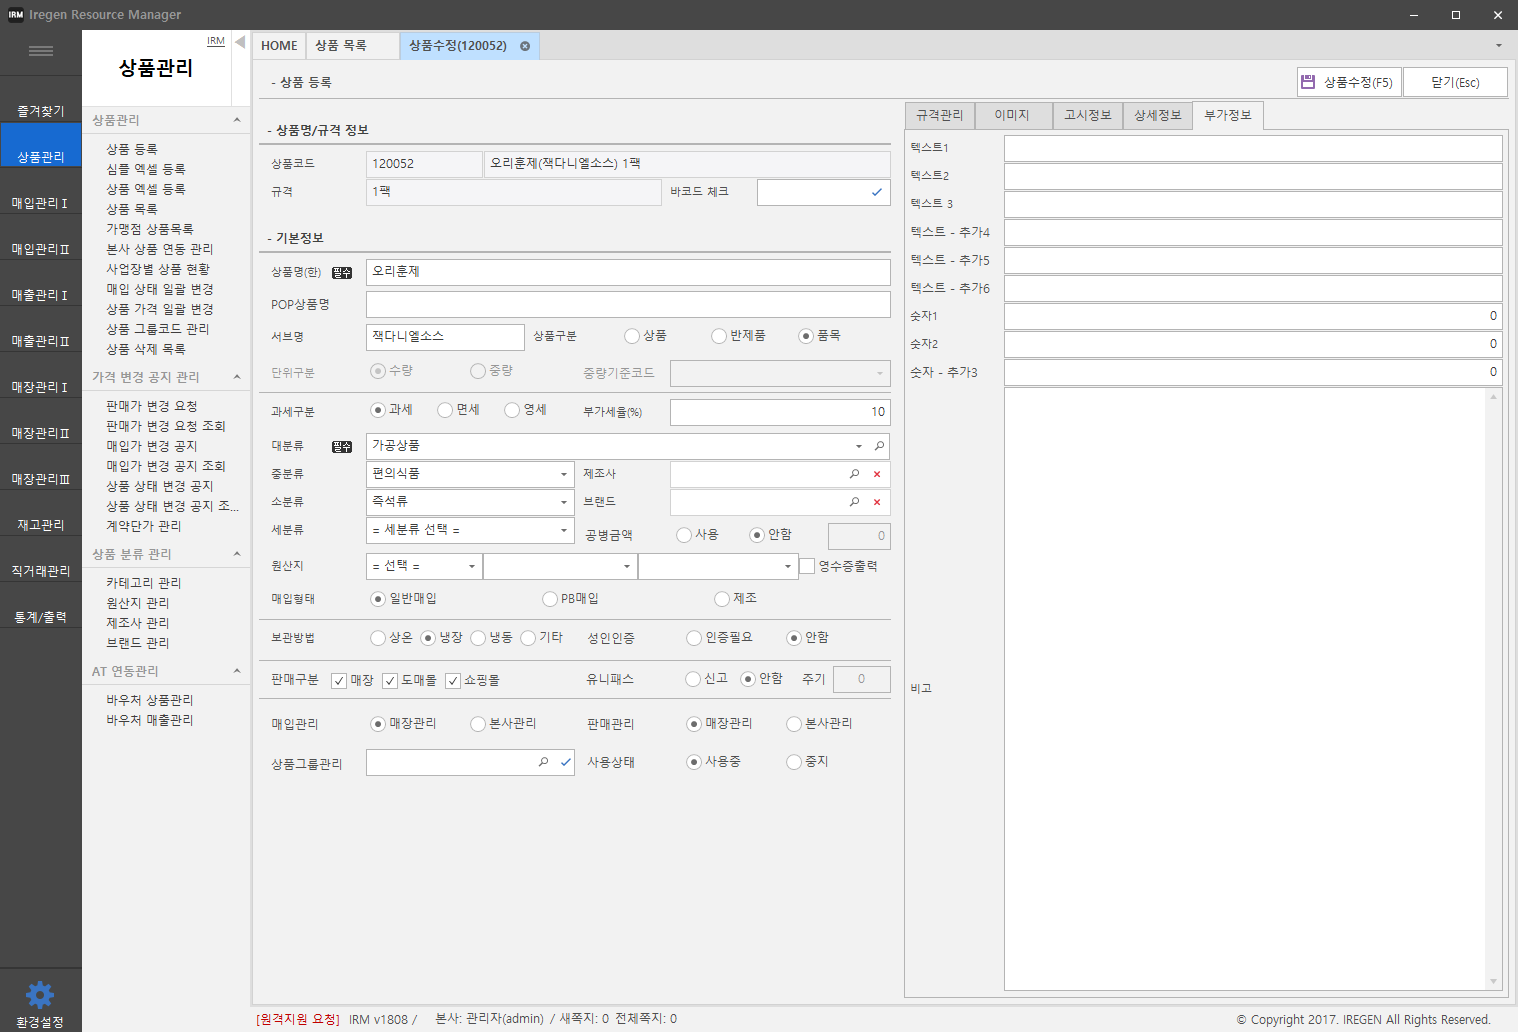 IRM Iregen Resource Manager
즐겨찾기
상품관리
매입관리Ⅰ
매입관리Ⅱ
매출관리Ⅰ
매출관리Ⅱ
매장관리Ⅰ
매장관리Ⅱ
매장관리Ⅲ
재고관리
직거래관리
통계/출력
환경설정
IRM
상품관리
상품관리
상품 등록
심플 엑셀 등록
상품 엑셀 등록
상품 목록
가맹점 상품목록
본사 상품 연동 관리
사업장별 상품 현황
매입 상태 일괄 변경
상품 가격 일괄 변경
상품 그룹코드 관리
상품 삭제 목록
가격 변경 공지 관리
판매가 변경 요청
판매가 변경 요청 조회
매입가 변경 공지
매입가 변경 공지 조회
상품 상태 변경 공지
상품 상태 변경 공지 조...
계약단가 관리
상품 분류 관리
카테고리 관리
원산지 관리
제조사 관리
브랜드 관리
AT 연동관리
바우처 상품관리
바우처 매출관리
HOME 상품 목록 상품수정(120052)
- 상품 등록 상품수정(F5) 닫기(Esc)
- 상품명/규격 정보
상품코드 120052 오리훈제(잭다니엘소스) 1팩
규격 1팩 바코드 체크
- 기본정보
상품명(한) 필수 오리훈제
POP상품명
서브명 잭다니엘소스 상품구분 상품 반제품 품목
단위구분 수량 중량 중량기준코드
과세구분 과세 면세 영세 부가세율(%) 10
대분류 필수 가공상품
중분류 편의식품 제조사
소분류 즉석류 브랜드
세분류 = 세분류 선택 = 공병금액 사용 안함 0
원산지 = 선택 = 영수증출력
매입형태 일반매입 PB매입 제조
보관방법 상온 냉장 냉동 기타 성인인증 인증필요 안함
판매구분 매장 도매몰 쇼핑몰 유니패스 신고 안함 주기 0
매입관리 매장관리 본사관리 판매관리 매장관리 본사관리
상품그룹관리 사용상태 사용중 중지
규격관리 이미지 고시정보 상세정보 부가정보
텍스트1
텍스트2
텍스트 3
텍스트 - 추가4
텍스트 - 추가5
텍스트 - 추가6
숫자1 0
숫자2 0
숫자 - 추가3 0
비고
[원격지원 요청] IRM v1808 / 본사: 관리자(admin) / 새쪽지: 0 전체쪽지: 0 © Copyright 2017. IREGEN All Rights Reserved.